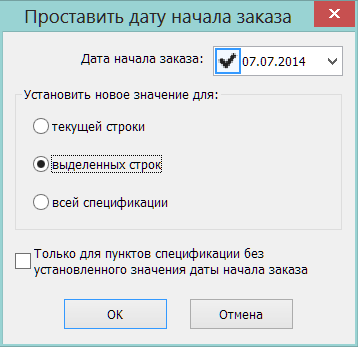 Проставить дату начала заказа
Дата начала заказа: 07.07.2014
Установить новое значение для:
текущей строки
выделенных строк
всей спецификации
Только для пунктов спецификации без
установленного значения даты начала заказа
OK Отмена